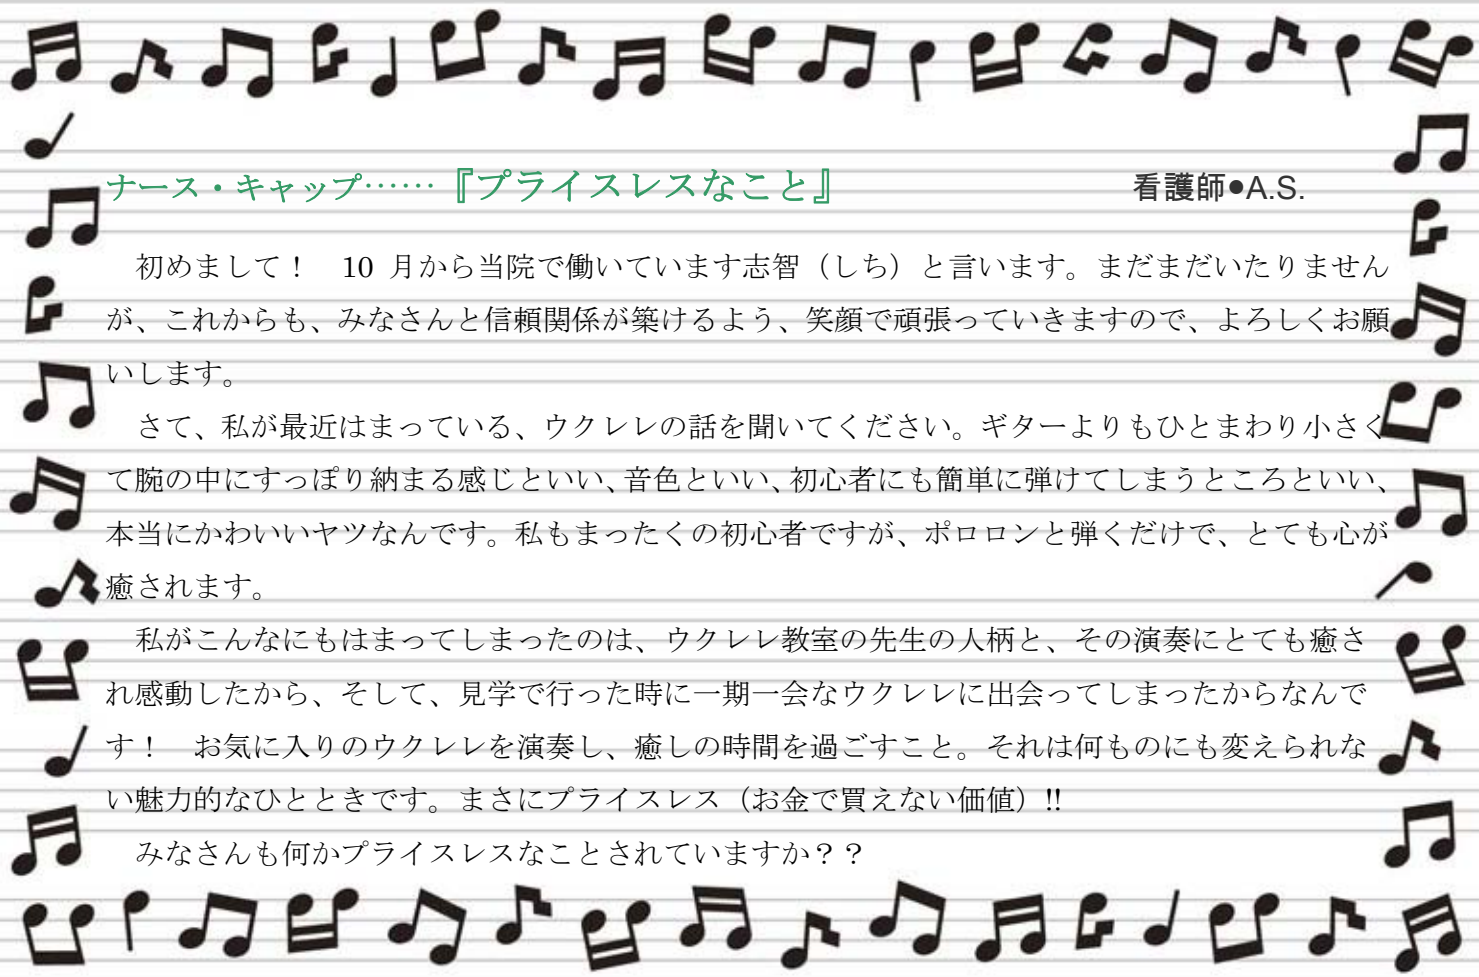 ナース・キャップ……『プライスレスなこと』 看護師●A.S.
初めまして！　10 月から当院で働いています志智（しち）と言います。まだまだいたりません
が、これからも、みなさんと信頼関係が築けるよう、笑顔で頑張っていきますので、よろしくお願
いします。
さて、私が最近はまっている、ウクレレの話を聞いてください。ギターよりもひとまわり小さく
て腕の中にすっぽり納まる感じといい、音色といい、初心者にも簡単に弾けてしまうところといい、
本当にかわいいヤツなんです。私もまったくの初心者ですが、ポロロンと弾くだけで、とても心が
癒されます。
私がこんなにもはまってしまったのは、ウクレレ教室の先生の人柄と、その演奏にとても癒さ
れ感動したから、そして、見学で行った時に一期一会なウクレレに出会ってしまったからなんで
す！　お気に入りのウクレレを演奏し、癒しの時間を過ごすこと。それは何ものにも変えられな
い魅力的なひとときです。まさにプライスレス（お金で買えない価値）!!
みなさんも何かプライスレスなことされていますか？？